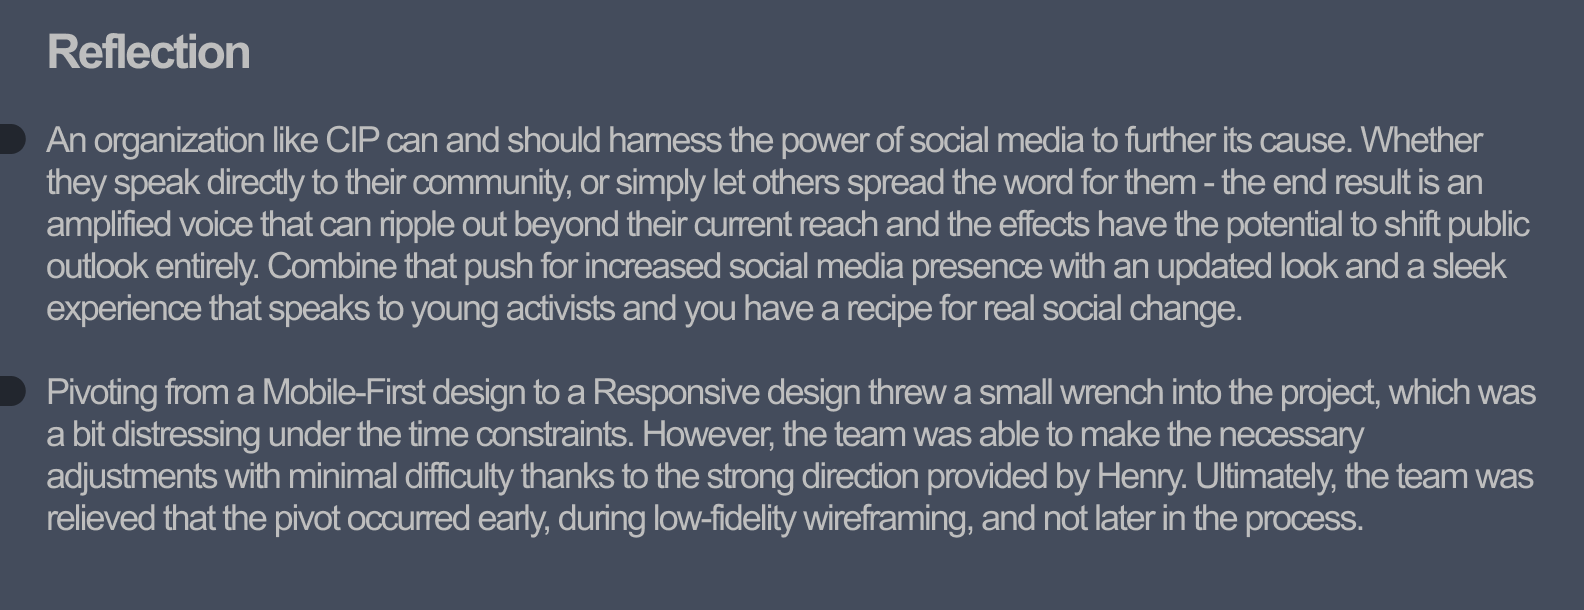 Reflection
An organization like CIP can and should harness the power of social media to further its cause. Whether
they speak directly to their community, or simply let others spread the word for them - the end result is an
amplified voice that can ripple out beyond their current reach and the effects have the potential to shift public
outlook entirely. Combine that push for increased social media presence with an updated look and a sleek
experience that speaks to young activists and you have a recipe for real social change.
Pivoting from a Mobile-First design to a Responsive design threw a small wrench into the project, which was
a bit distressing under the time constraints. However, the team was able to make the necessary
adjustments with minimal difficulty thanks to the strong direction provided by Henry. Ultimately, the team was
relieved that the pivot occurred early, during low-fidelity wireframing, and not later in the process.